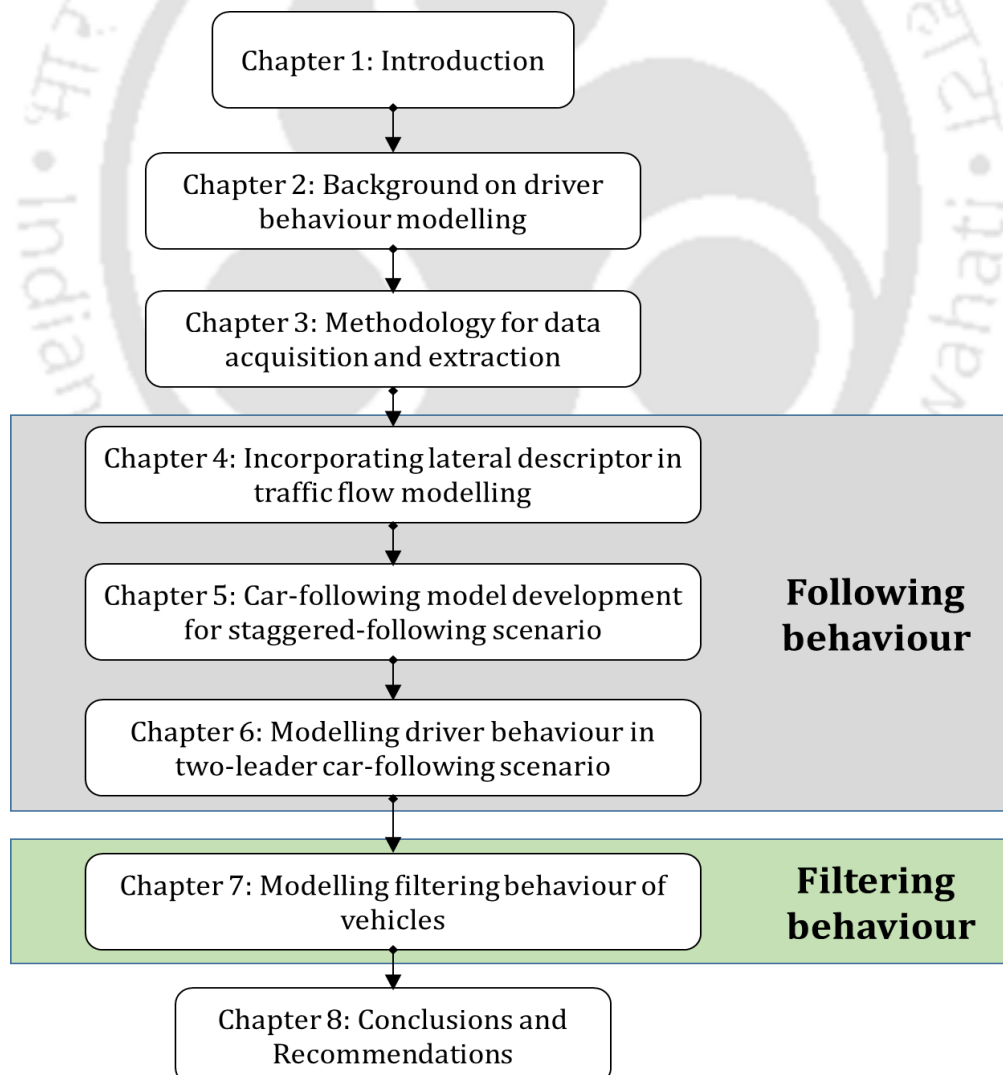 Chapter 1: Introduction
Chapter 2: Background on driver
behaviour modelling
Chapter 3: Methodology for data
acquisition and extraction
Chapter 4: Incorporating lateral descriptor in
traffic flow modelling
Chapter 5: Car-following model development
for staggered-following scenario
Following
behaviour
Chapter 6: Modelling driver behaviour in
two-leader car-following scenario
Chapter 7: Modelling filtering behaviour of
vehicles
Filtering
behaviour
Chapter 8: Conclusions and
Recommendations
Indian